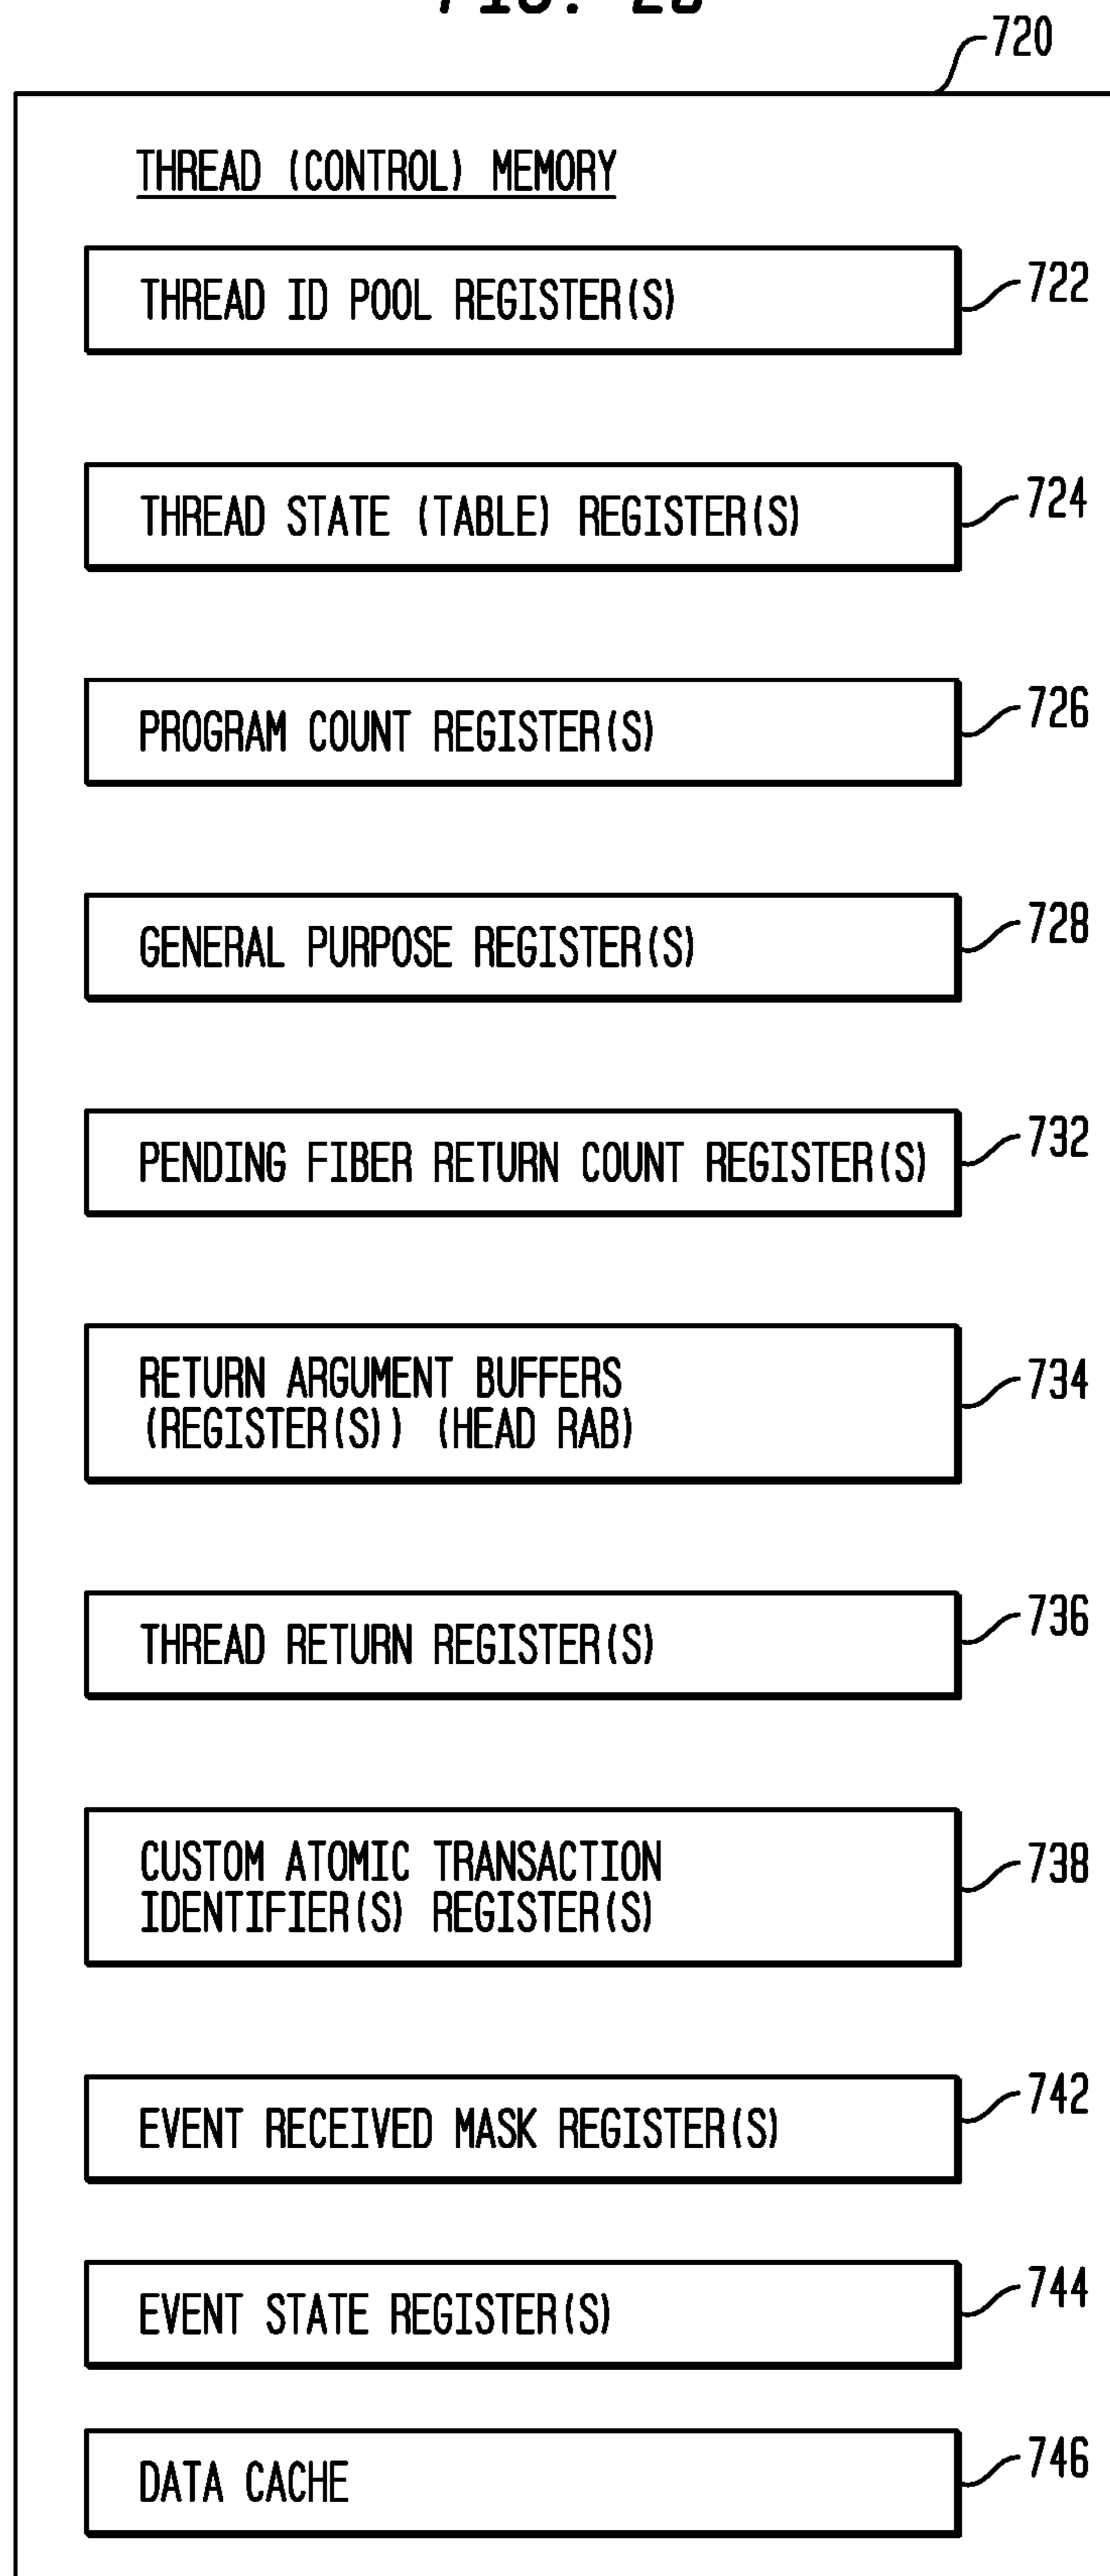 720
THREAD (CONTROL) MEMORY
THREAD ID POOL REGISTER(S)
722
THREAD STATE (TABLE) REGISTER(S)
724
PROGRAM COUNT REGISTER(S)
726
GENERAL PURPOSE REGISTER(S)
728
PENDING FIBER RETURN COUNT REGISTER(S)
732
RETURN ARGUMENT BUFFERS
(REGISTER(S)) (HEAD RAB)
734
THREAD RETURN REGISTER(S)
736
CUSTOM ATOMIC TRANSACTION
IDENTIFIER(S) REGISTER(S)
738
EVENT RECEIVED MASK REGISTER(S)
742
EVENT STATE REGISTER(S)
744
DATA CACHE
746